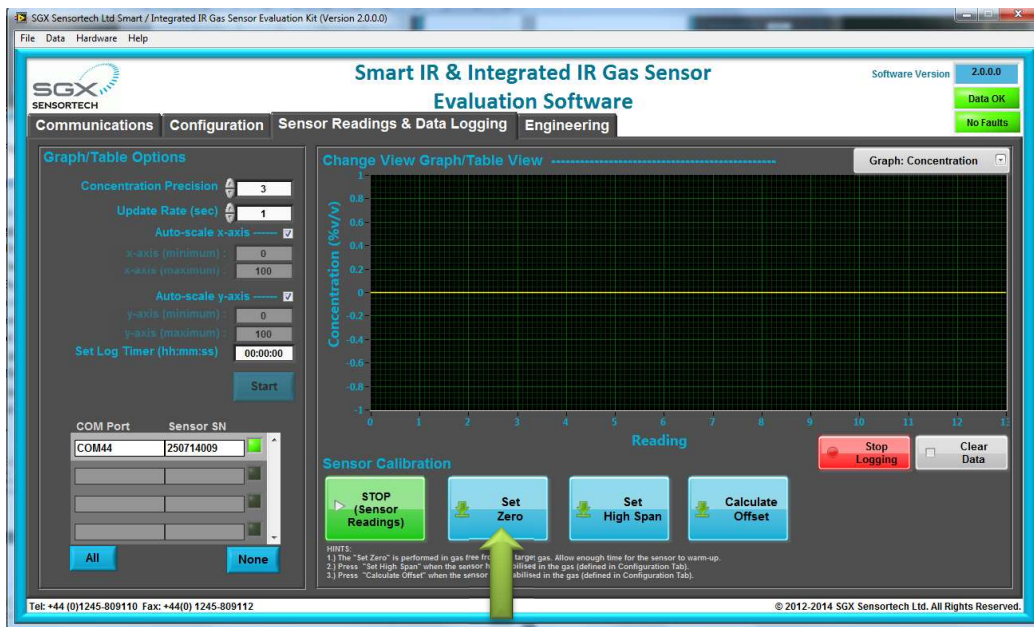 SGX Sensortech Ltd Smart / Integrated IR Gas Sensor Evaluation Kit (Version 2.0.0.0)
File Data Hardware Help
SGX
SENSORTECH
Smart IR & Integrated IR Gas Sensor
Evaluation Software
Software Version 2.0.0.0
Data OK
No Faults
Communications Configuration Sensor Readings & Data Logging Engineering
Graph/Table Options
Concentration Precision 3
Update Rate (sec) 1
Auto-scale x-axis ------
x-axis (minimum) : 0
x-axis (maximum) : 100
Auto-scale y-axis ------
y-axis (minimum) : 0
y-axis (maximum) : 100
Set Log Timer (hh:mm:ss) 00:00:00
Start
COM Port Sensor SN
COM44 250714009
All None
Change View Graph/Table View ------------------------------------------------
Graph: Concentration
Concentration (%v/v)
1
0.8
0.6
0.4
0.2
0
-0.2
-0.4
-0.6
-0.8
-1
0 1 2 3 4 5 6 7 8 9 10 11 12 13
Reading
Stop
Logging
Clear
Data
Sensor Calibration
STOP
(Sensor
Readings)
Set
Zero
Set
High Span
Calculate
Offset
HINTS:
1.) The "Set Zero" is performed in gas free target gas. Allow enough time for the sensor to warm-up.
2.) Press "Set High Span" when the sensor in the gas (defined in Configuration Tab).
3.) Press "Calculate Offset" when the sensor in the gas (defined in Configuration Tab).
Tel: +44 (0)1245-809110 Fax: +44(0) 1245-809112
© 2012-2014 SGX Sensortech Ltd. All Rights Reserved.